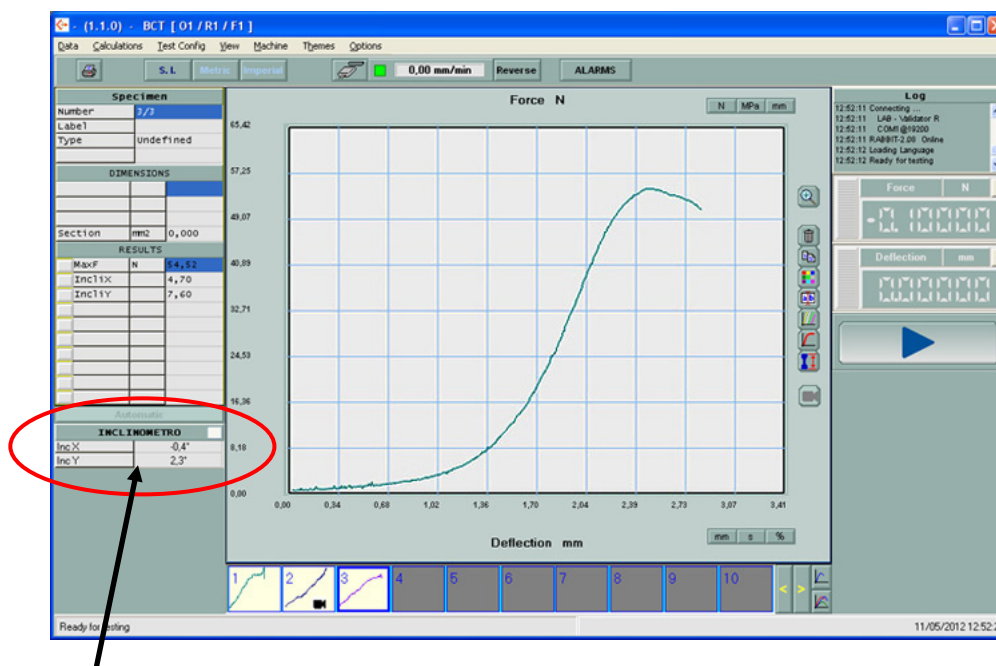 - (1.1.0) - BCT [ O1 / R1 / F1 ]
Data Calculations Test Config View Machine Themes Options
S. I. Metric Imperial 0,00 mm/min Reverse ALARMS
Specimen
Number 3/3
Label
Type Undefined
DIMENSIONS
Section mm2 0,000
RESULTS
MaxF N 54,52
IncliX 4,70
IncliY 7,60
Automatic
INCLINOMETRO
Inc X -0,4°
Inc Y 2,3°
Force N
N MPa mm
65,42
57,25
49,07
40,89
32,71
24,53
16,36
8,18
0,00
0,00 0,34 0,68 1,02 1,36 1,70 2,04 2,39 2,73 3,07 3,41
Deflection mm
mm s %
Log
12:52:11 Connecting ...
12:52:11 LAB - Validator R
12:52:11 COM1 @19200
12:52:11 RABBIT-2.08 Online
12:52:12 Loading Language
12:52:12 Ready for testing
Force N
Deflection mm
1 2 3 4 5 6 7 8 9 10
< >
Ready for testing
11/05/2012 12:52:2